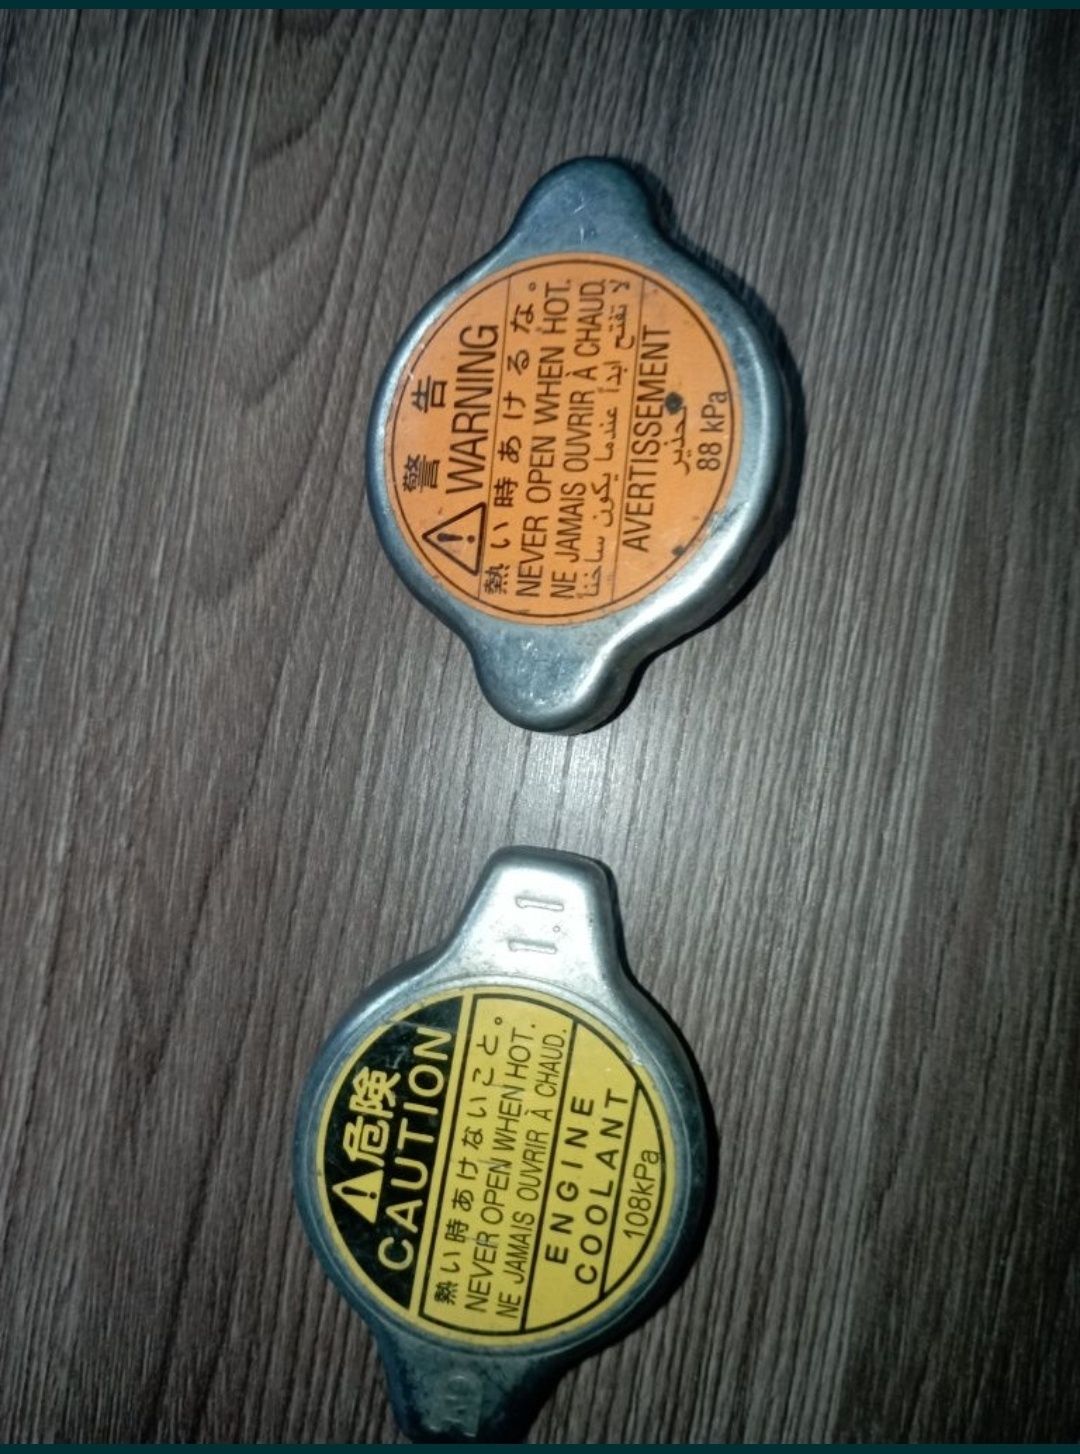 警告
⚠ WARNING
熱い時あけるな。
NEVER OPEN WHEN HOT.
NE JAMAIS OUVRIR À CHAUD.
لا تفتح ابدأ عندما يكون ساخنا
AVERTISSEMENT
تحذير
88 kPa
1.1
⚠危険
CAUTION
熱い時あけないこと。
NEVER OPEN WHEN HOT.
NE JAMAIS OUVRIR À CHAUD.
ENGINE
COOLANT
108kPa